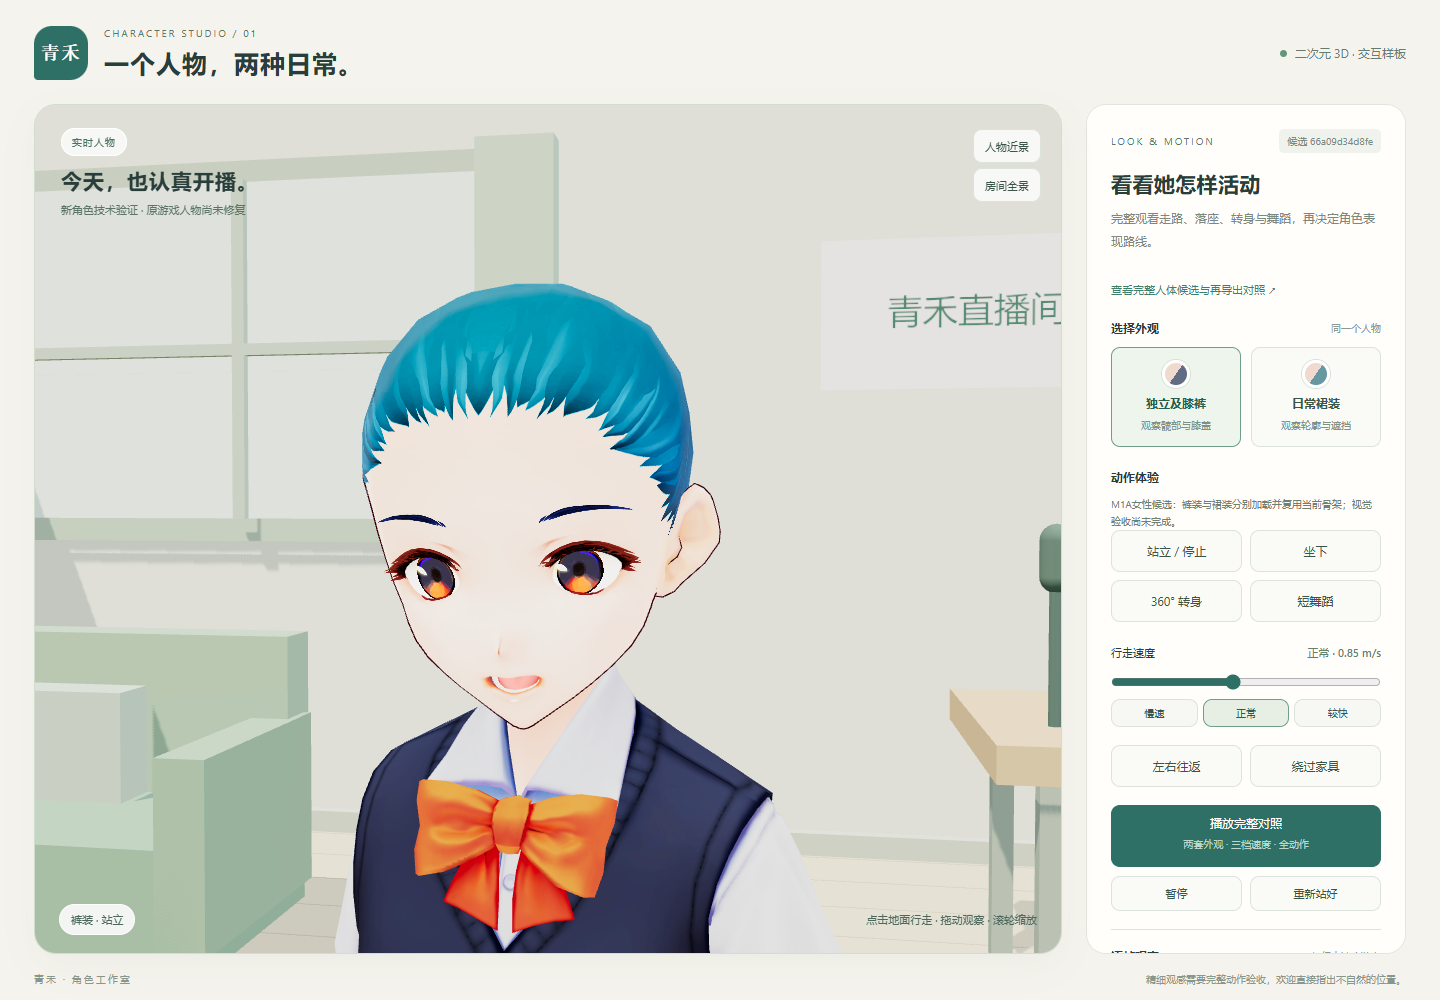 青禾
CHARACTER STUDIO / 01
一个人物，两种日常。
二次元 3D · 交互样板
实时人物
今天，也认真开播。
新角色技术验证 · 原游戏人物尚未修复
人物近景
房间全景
青禾直播间
裤装 · 站立
点击地面行走 · 拖动观察 · 滚轮缩放
LOOK & MOTION
候选 66a09d34d8fe
看看她怎样活动
完整观看走路、落座、转身与舞蹈，再决定角色表
现路线。
查看完整人体候选与再导出对照 ↗
选择外观
同一个人物
独立及膝裤
观察髋部与膝盖
日常裙装
观察轮廓与遮挡
动作体验
M1A女性候选：裤装与裙装分别加载并复用当前骨架；视觉
验收尚未完成。
站立 / 停止
坐下
360° 转身
短舞蹈
行走速度
正常 · 0.85 m/s
慢速
正常
较快
左右往返
绕过家具
播放完整对照
两套外观 · 三档速度 · 全动作
暂停
重新站好
青禾 · 角色工作室
精细观感需要完整动作验收，欢迎直接指出不自然的位置。